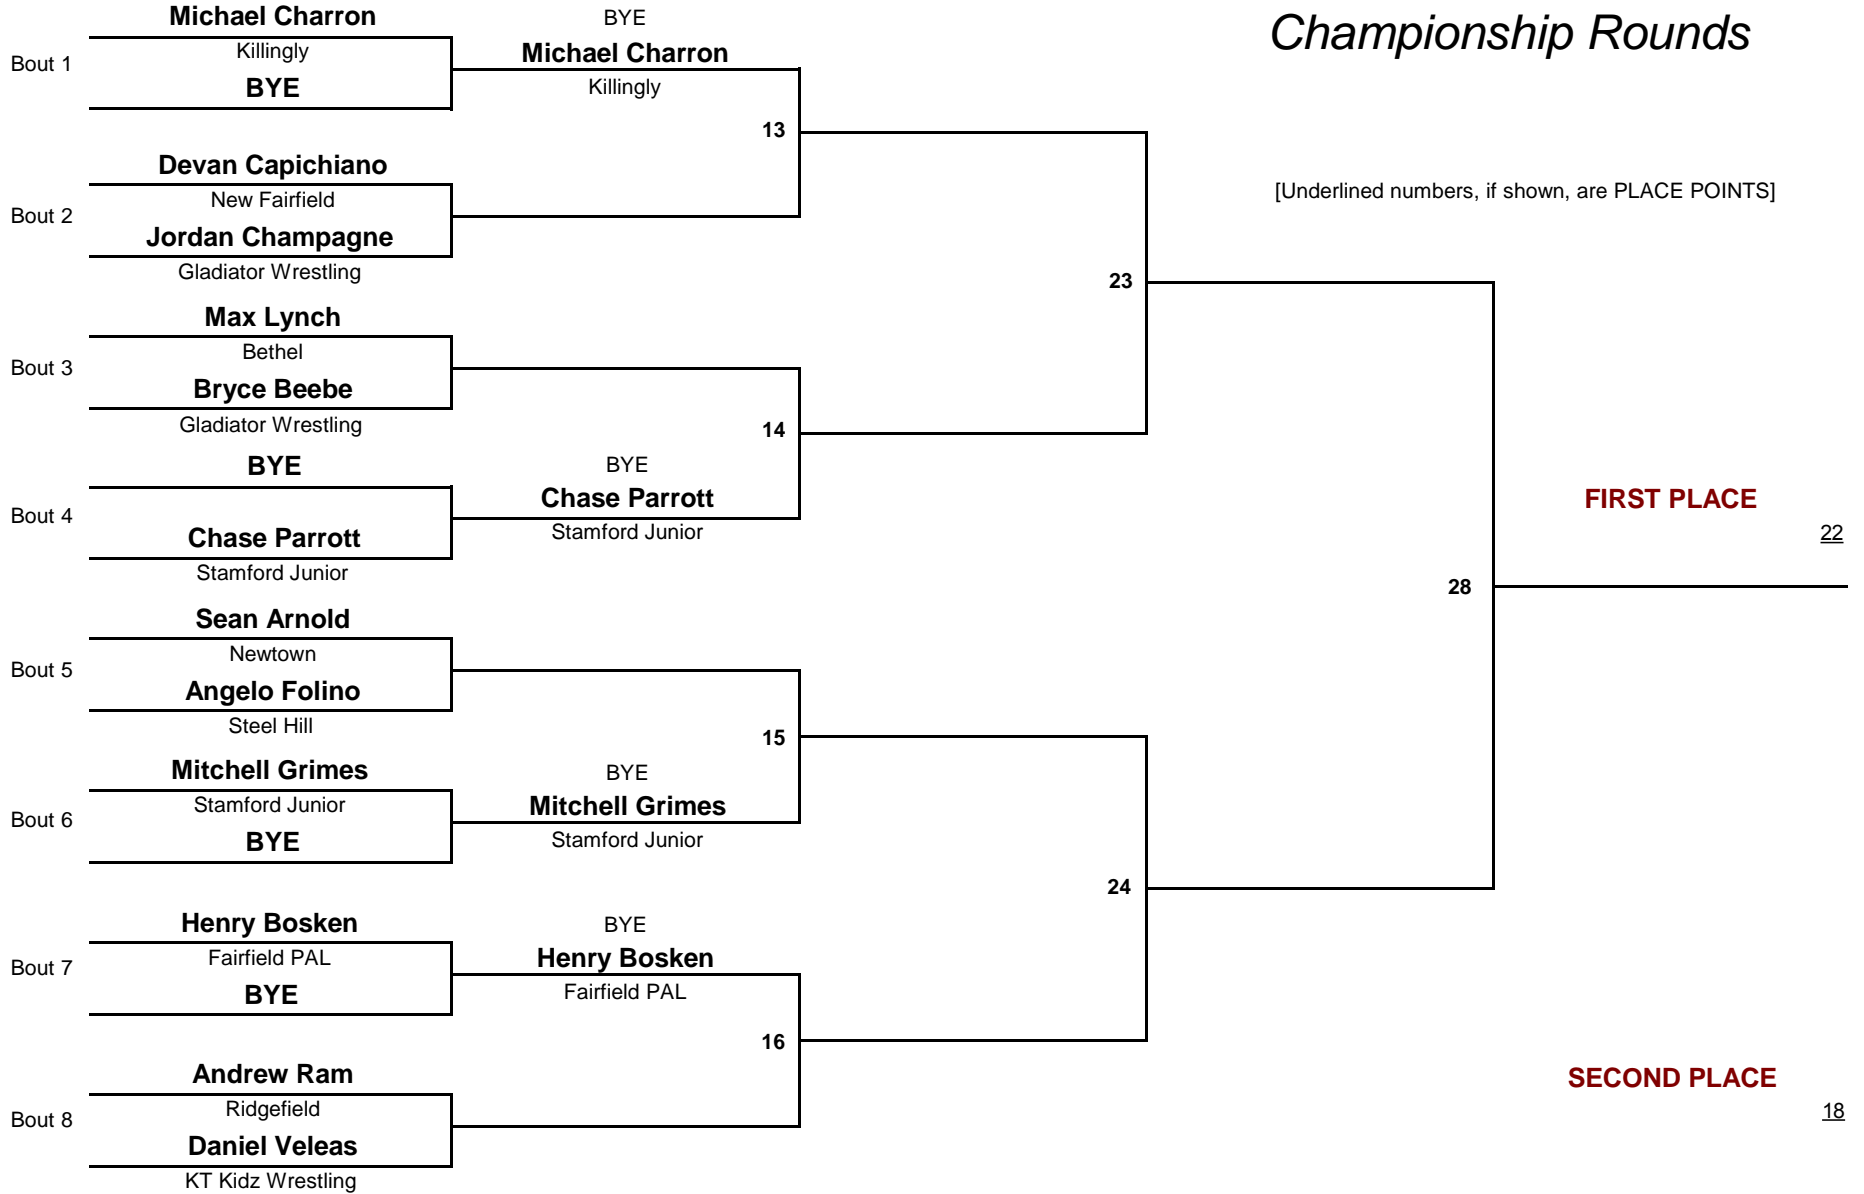 Championship Rounds
[Underlined numbers, if shown, are PLACE POINTS]
Bout 1
Michael Charron
Killingly
BYE
Bout 2
Devan Capichiano
New Fairfield
Jordan Champagne
Gladiator Wrestling
Bout 3
Max Lynch
Bethel
Bryce Beebe
Gladiator Wrestling
Bout 4
BYE
Chase Parrott
Stamford Junior
Bout 5
Sean Arnold
Newtown
Angelo Folino
Steel Hill
Bout 6
Mitchell Grimes
Stamford Junior
BYE
Bout 7
Henry Bosken
Fairfield PAL
BYE
Bout 8
Andrew Ram
Ridgefield
Daniel Veleas
KT Kidz Wrestling
BYE
Michael Charron
Killingly
13
BYE
Chase Parrott
Stamford Junior
14
BYE
Mitchell Grimes
Stamford Junior
15
BYE
Henry Bosken
Fairfield PAL
16
23
24
28
FIRST PLACE
22
SECOND PLACE
18